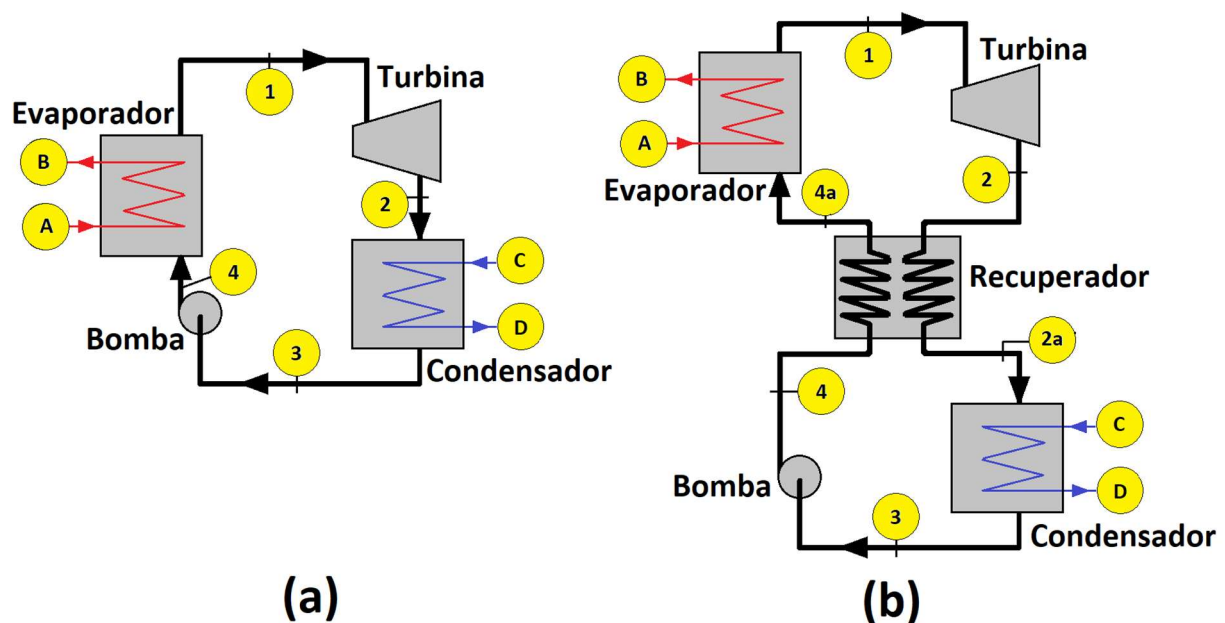 1
Turbina
Evaporador
B
A
2
4
C
D
Bomba
3
Condensador
(a)
1
Turbina
B
A
Evaporador
4a
2
Recuperador
2a
4
C
D
Bomba
3
Condensador
(b)